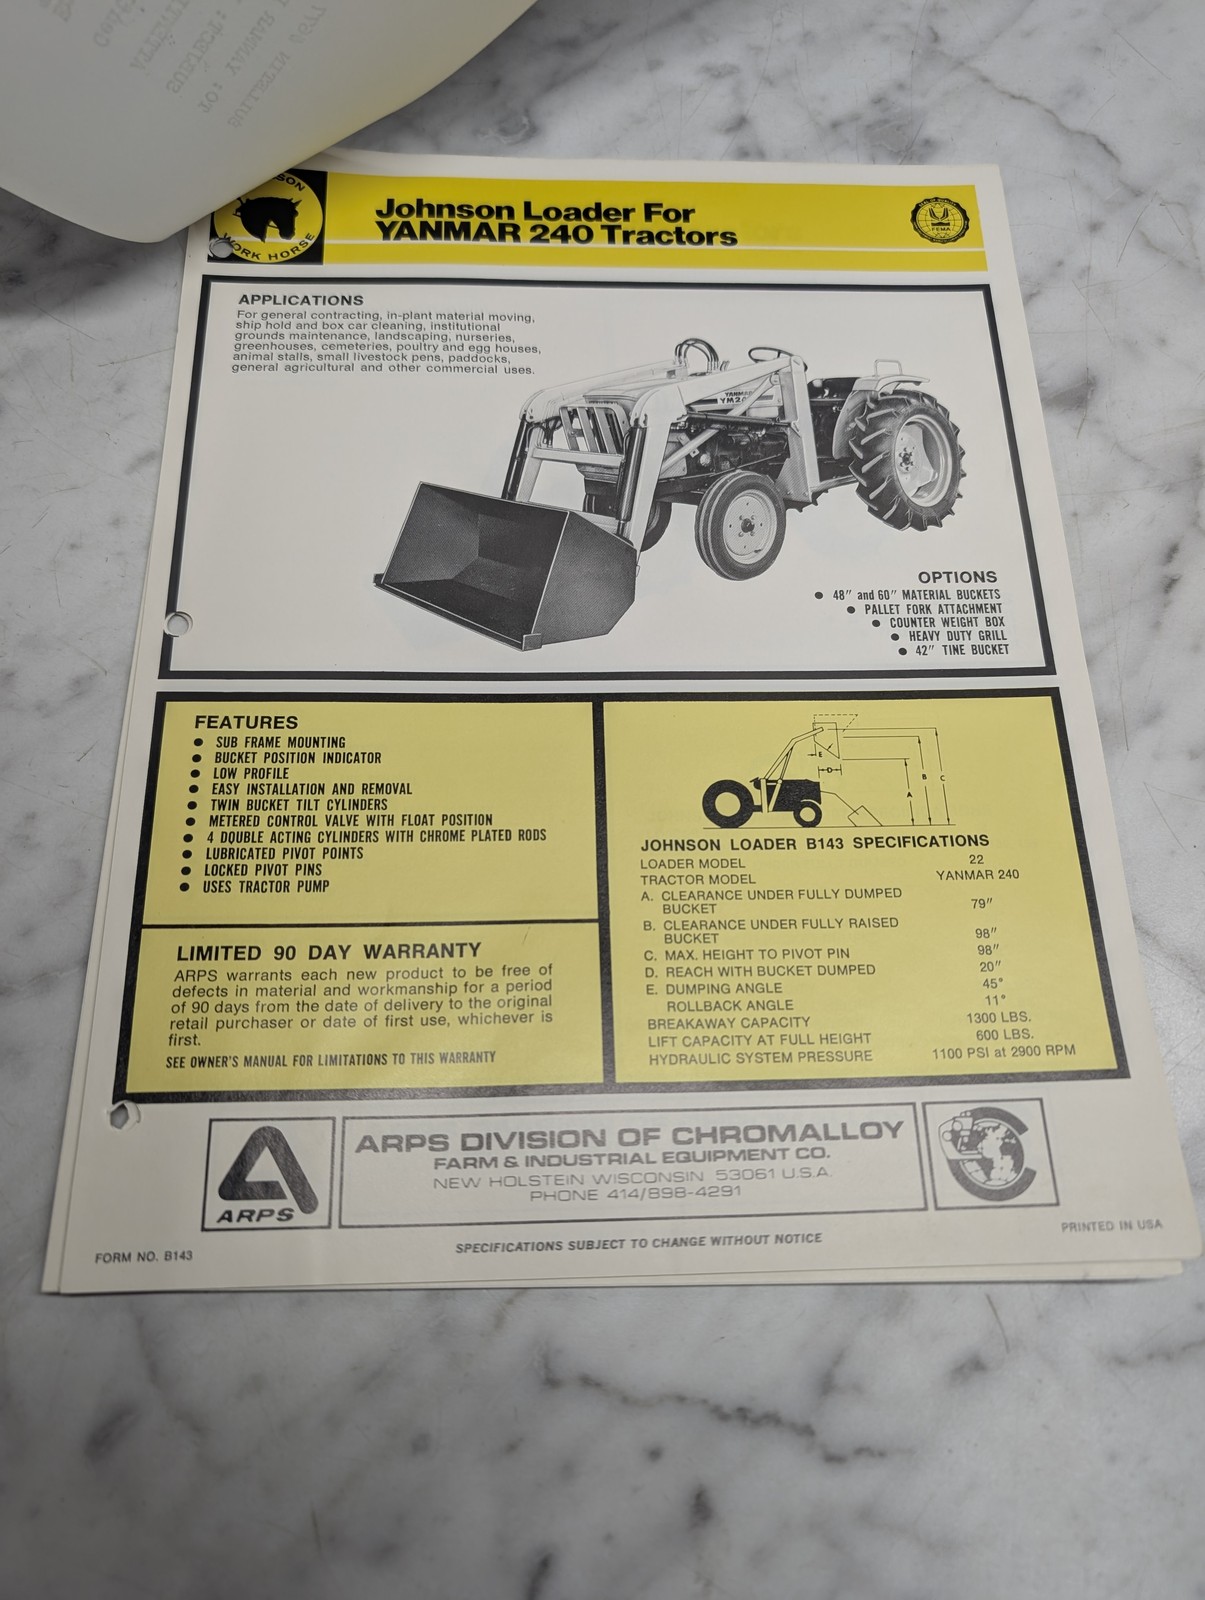 WORK HORSE
Johnson Loader For
YANMAR 240 Tractors
FEMA
APPLICATIONS
For general contracting, in-plant material moving,
ship hold and box car cleaning, institutional
grounds maintenance, landscaping, nurseries,
greenhouses, cemeteries, poultry and egg houses,
animal stalls, small livestock pens, paddocks,
general agricultural and other commercial uses.
YANMAR
OPTIONS
● 48" and 60" MATERIAL BUCKETS
● PALLET FORK ATTACHMENT
● COUNTER WEIGHT BOX
● HEAVY DUTY GRILL
● 42" TINE BUCKET
FEATURES
● SUB FRAME MOUNTING
● BUCKET POSITION INDICATOR
● LOW PROFILE
● EASY INSTALLATION AND REMOVAL
● TWIN BUCKET TILT CYLINDERS
● METERED CONTROL VALVE WITH FLOAT POSITION
● 4 DOUBLE ACTING CYLINDERS WITH CHROME PLATED RODS
● LUBRICATED PIVOT POINTS
● LOCKED PIVOT PINS
● USES TRACTOR PUMP
LIMITED 90 DAY WARRANTY
ARPS warrants each new product to be free of
defects in material and workmanship for a period
of 90 days from the date of delivery to the original
retail purchaser or date of first use, whichever is
first.
SEE OWNER'S MANUAL FOR LIMITATIONS TO THIS WARRANTY
E
D
A
B
C
JOHNSON LOADER B143 SPECIFICATIONS
LOADER MODEL 22
TRACTOR MODEL YANMAR 240
A. CLEARANCE UNDER FULLY DUMPED
BUCKET 79"
B. CLEARANCE UNDER FULLY RAISED
BUCKET 98"
C. MAX. HEIGHT TO PIVOT PIN 98"
D. REACH WITH BUCKET DUMPED 20"
E. DUMPING ANGLE 45°
ROLLBACK ANGLE 11°
BREAKAWAY CAPACITY 1300 LBS.
LIFT CAPACITY AT FULL HEIGHT 600 LBS.
HYDRAULIC SYSTEM PRESSURE 1100 PSI at 2900 RPM
ARPS
ARPS DIVISION OF CHROMALLOY
FARM & INDUSTRIAL EQUIPMENT CO.
NEW HOLSTEIN WISCONSIN 53061 U.S.A.
PHONE 414/898-4291
FORM NO. B143
SPECIFICATIONS SUBJECT TO CHANGE WITHOUT NOTICE
PRINTED IN USA